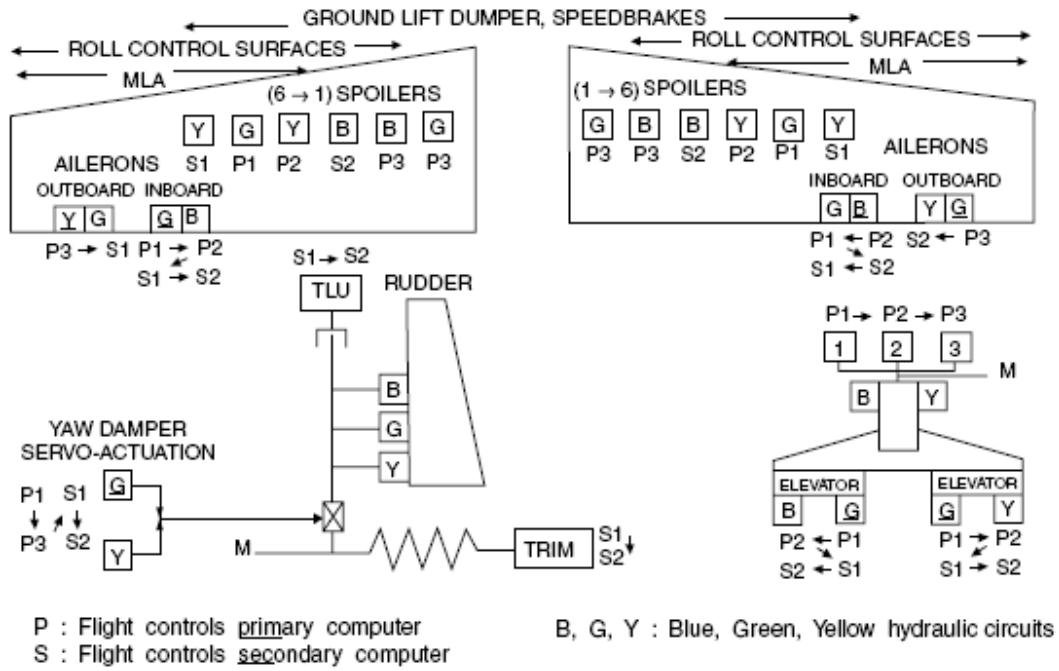 GROUND LIFT DUMPER, SPEEDBRAKES
ROLL CONTROL SURFACES
MLA
(6 → 1) SPOILERS
Y G Y B B G
S1 P1 P2 S2 P3 P3
AILERONS
OUTBOARD INBOARD
Y G G B
P3 → S1 P1 → P2
S1 → S2
ROLL CONTROL SURFACES
MLA
(1 → 6) SPOILERS
G B B Y G Y
P3 P3 S2 P2 P1 S1
AILERONS
INBOARD OUTBOARD
G B Y G
P1 ← P2 S2 ← P3
S1 ← S2
S1 → S2
TLU
RUDDER
B
G
Y
YAW DAMPER
SERVO-ACTUATION
P1 S1 G
P3 S2
Y
M
TRIM
S1
S2
P1 → P2 → P3
1 2 3
M
B Y
ELEVATOR ELEVATOR
B G G Y
P2 ← P1 P1 → P2
S2 ← S1 S1 → S2
P : Flight controls primary computer
S : Flight controls secondary computer
B, G, Y : Blue, Green, Yellow hydraulic circuits